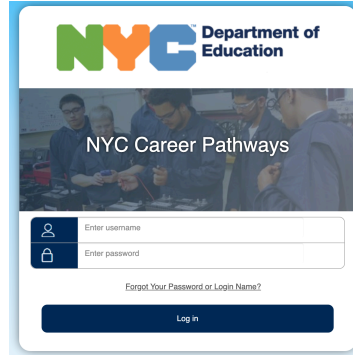 NYC Department of
Education
NYC Career Pathways
Enter username
Enter password
Forgot Your Password or Login Name?
Log in